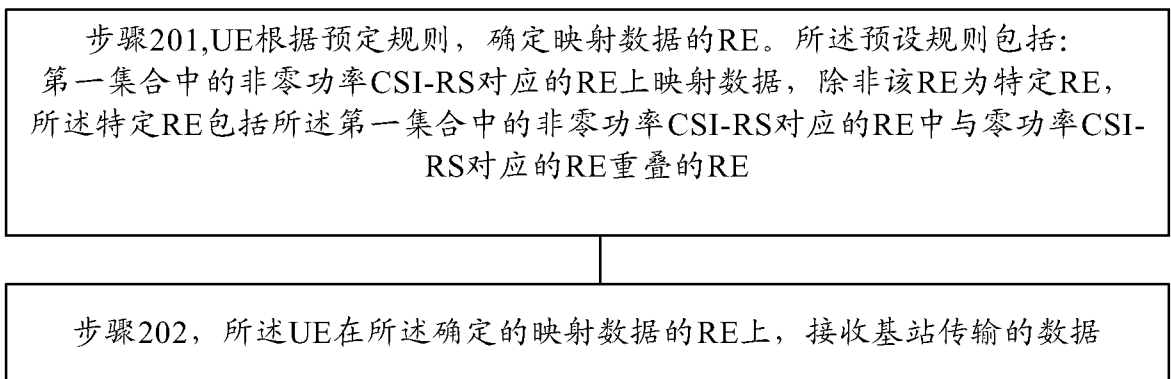 步骤201,UE根据预定规则，确定映射数据的RE。所述预设规则包括：
第一集合中的非零功率CSI-RS对应的RE上映射数据，除非该RE为特定RE，
所述特定RE包括所述第一集合中的非零功率CSI-RS对应的RE中与零功率CSI-
RS对应的RE重叠的RE
步骤202，所述UE在所述确定的映射数据的RE上，接收基站传输的数据